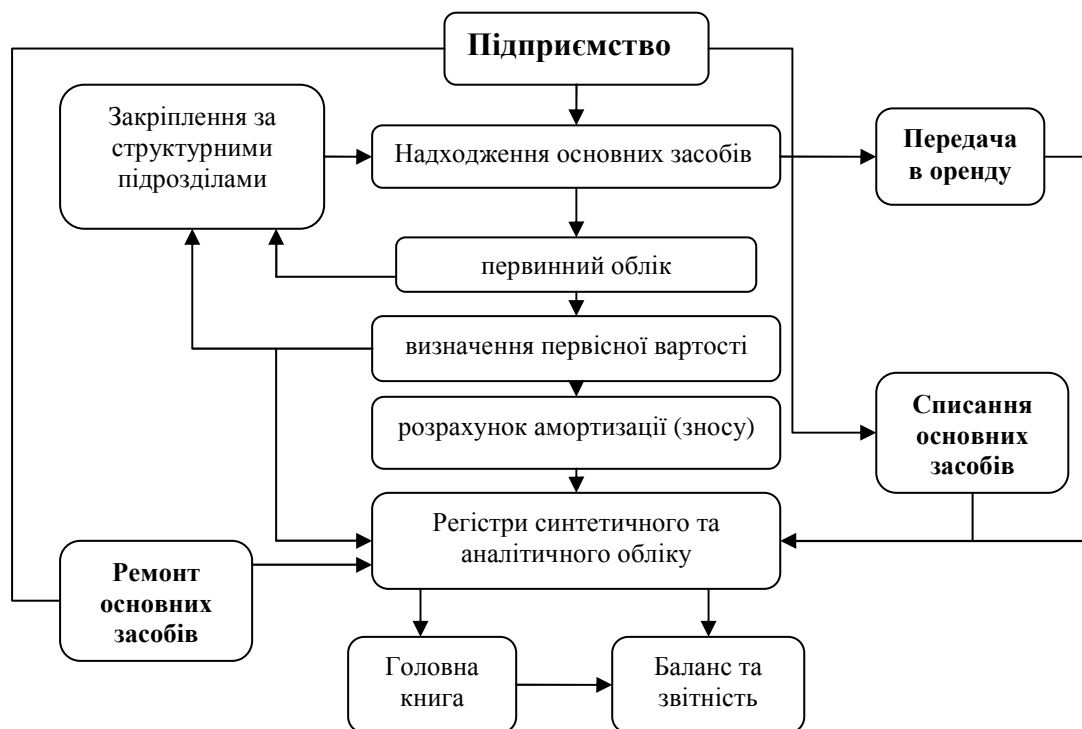 Підприємство
Закріплення за
структурними
підрозділами
Надходження основних засобів
Передача
в оренду
первинний облік
визначення первісної вартості
розрахунок амортизації (зносу)
Списання
основних
засобів
Регістри синтетичного та
аналітичного обліку
Ремонт
основних
засобів
Головна
книга
Баланс та
звітність